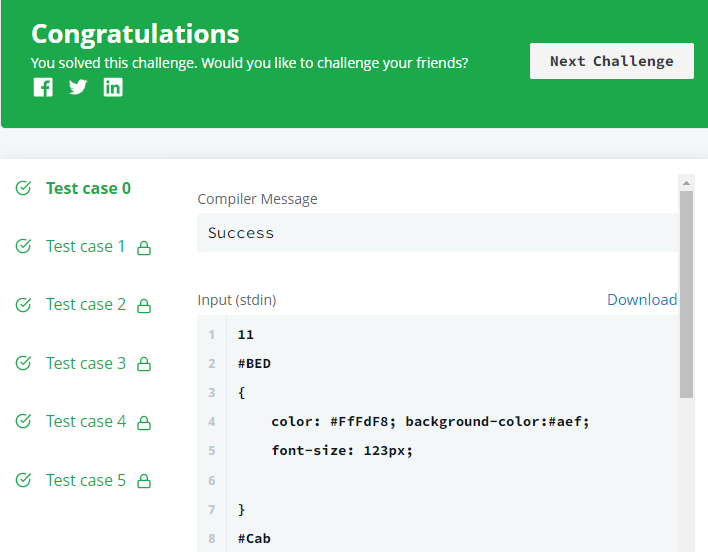 Congratulations
You solved this challenge. Would you like to challenge your friends?
Next Challenge
Test case 0
Test case 1
Test case 2
Test case 3
Test case 4
Test case 5
Compiler Message
Success
Input (stdin)
Download
1 11
2 #BED
3 {
4 color: #FfFdF8; background-color:#aef;
5 font-size: 123px;
6
7 }
8 #Cab